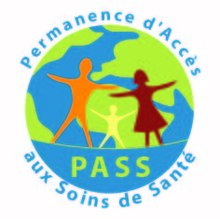 Permanence d'Accès
PASS
aux Soins de Santé